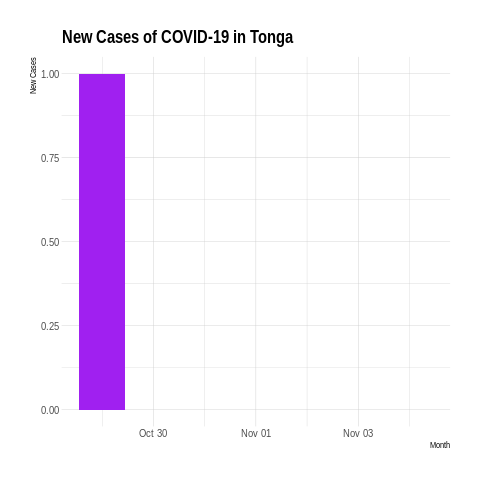 New Cases of COVID-19 in Tonga
New Cases
1.00
0.75
0.50
0.25
0.00
Oct 30 Nov 01 Nov 03
Month